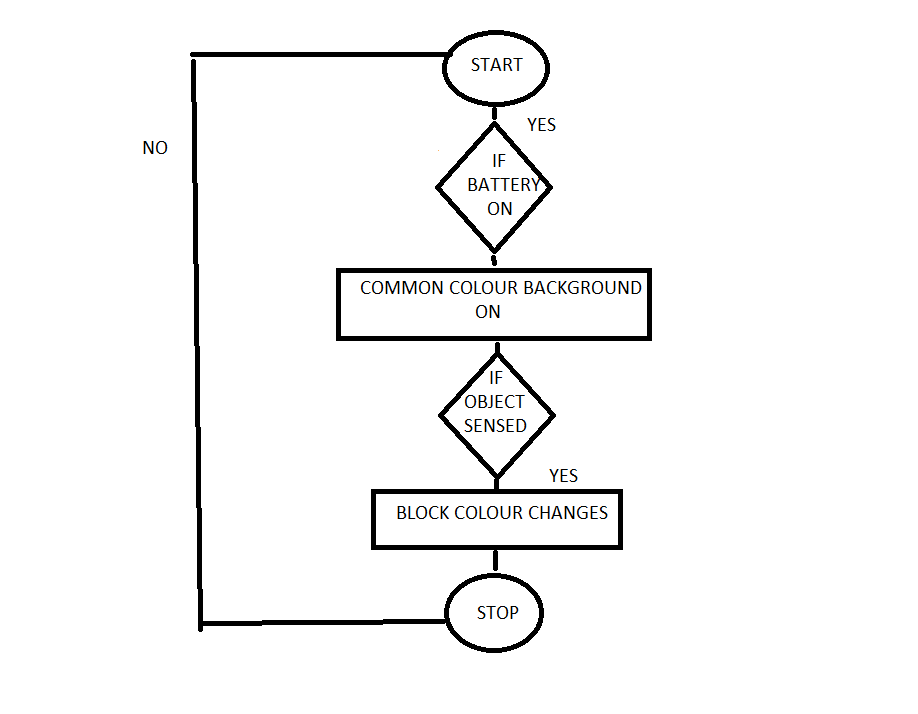 START
YES
NO
IF
BATTERY
ON
COMMON COLOUR BACKGROUND
ON
IF
OBJECT
SENSED
YES
BLOCK COLOUR CHANGES
STOP